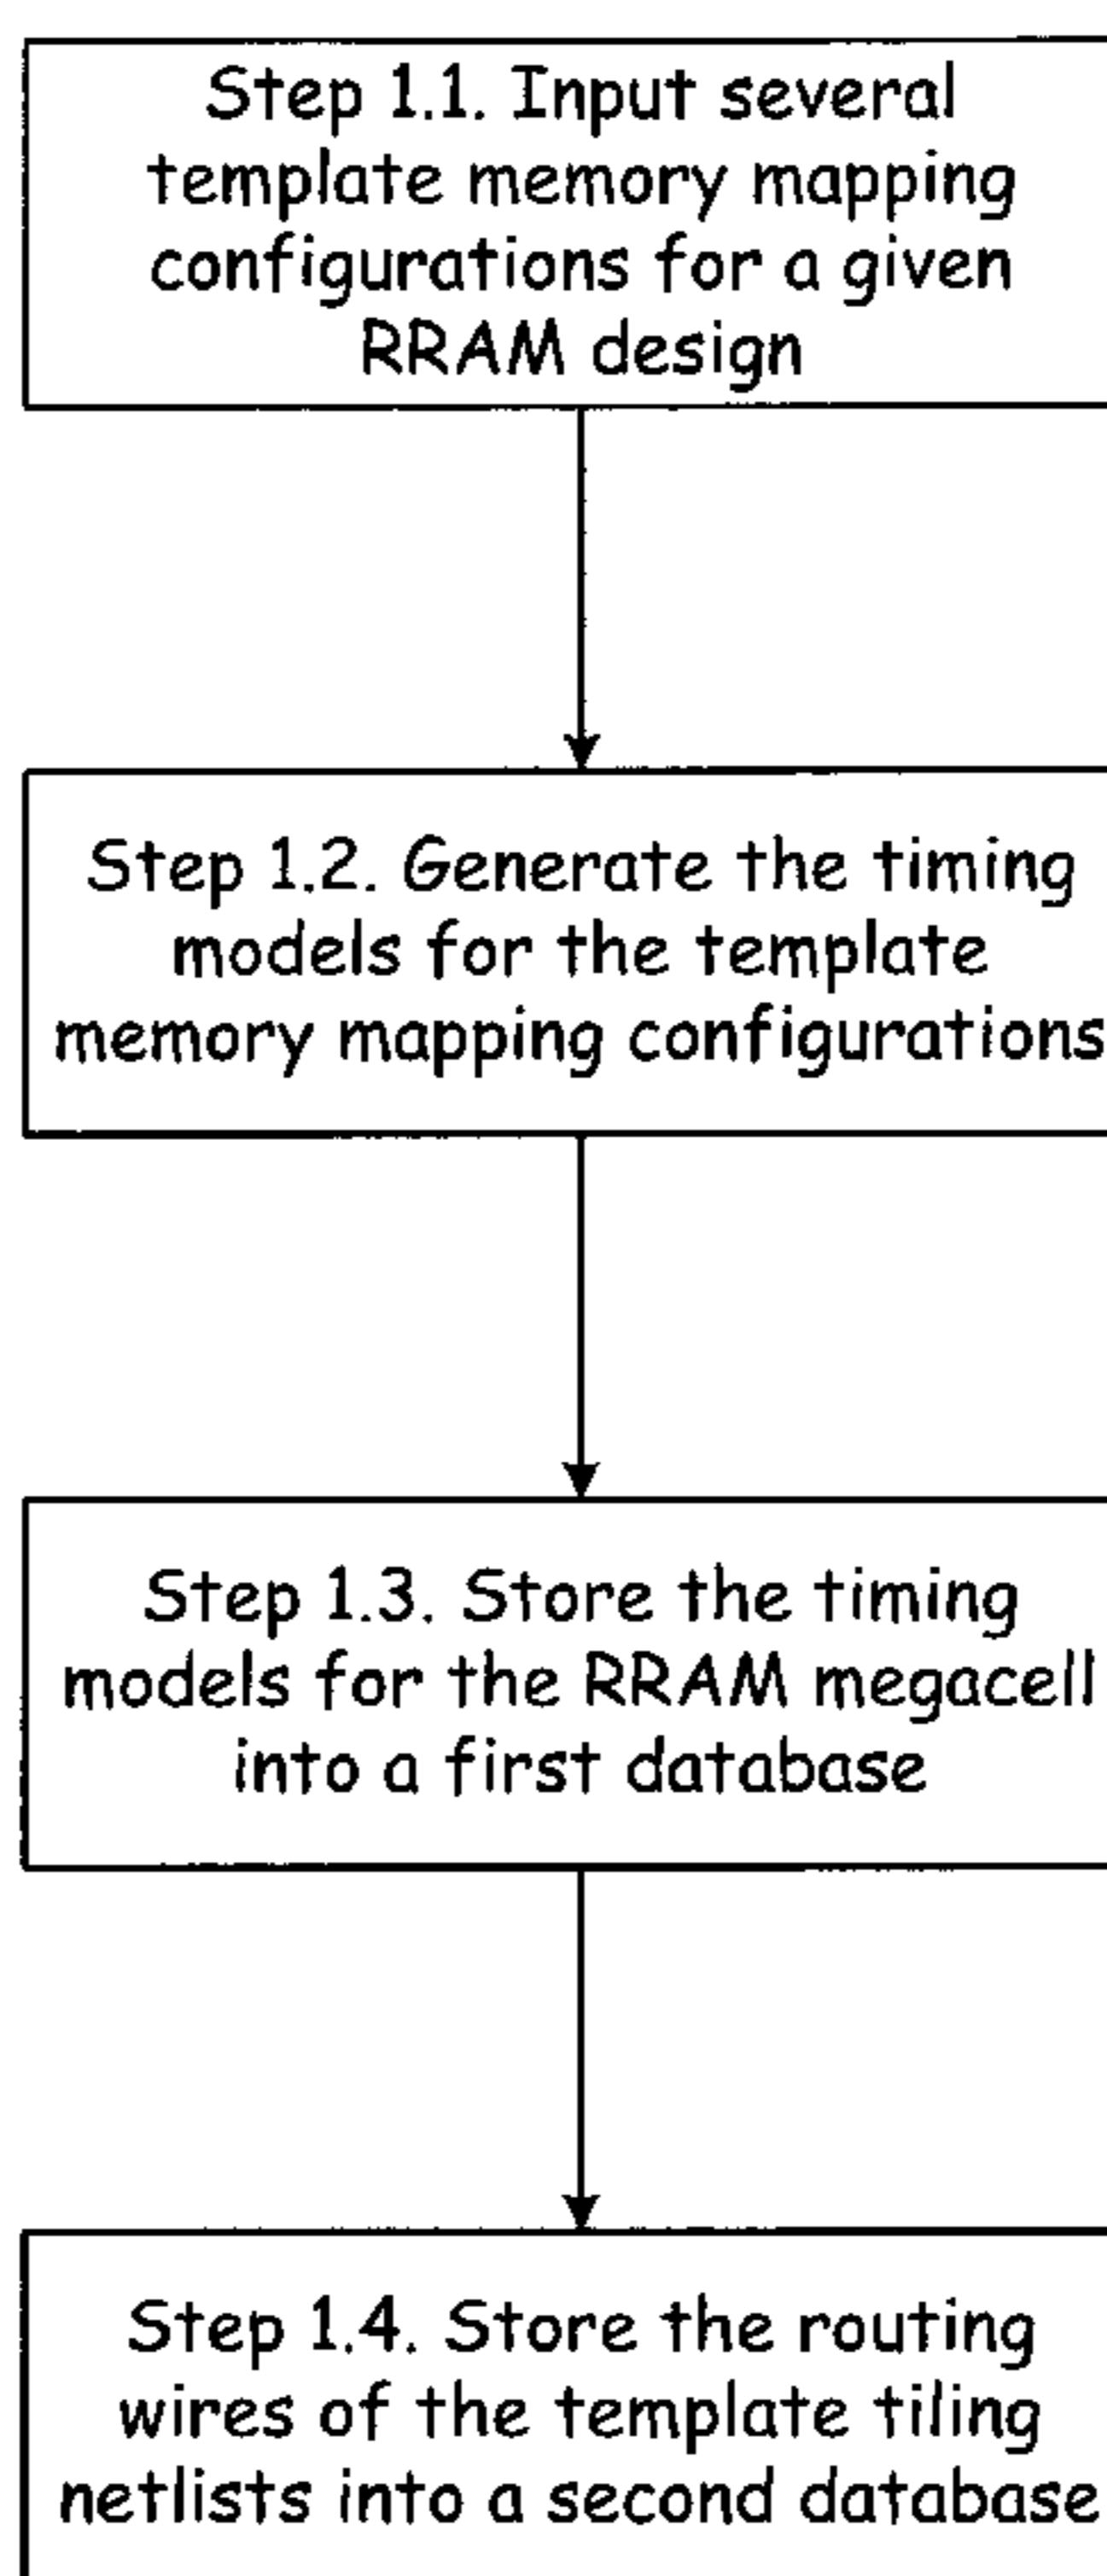 Step 1.1. Input several
template memory mapping
configurations for a given
RRAM design
Step 1.2. Generate the timing
models for the template
memory mapping configurations
Step 1.3. Store the timing
models for the RRAM megacell
into a first database
Step 1.4. Store the routing
wires of the template tiling
netlists into a second database